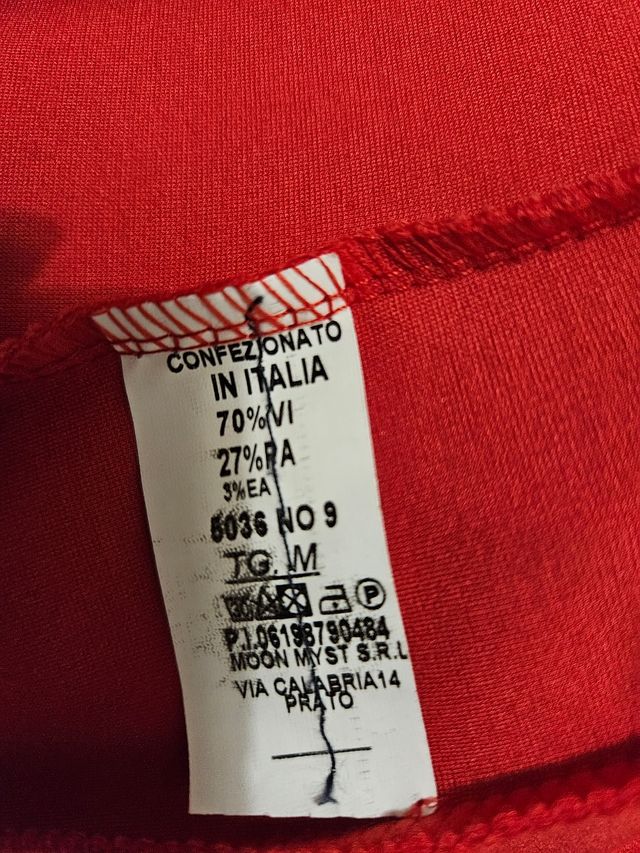 CONFEZIONATO
IN ITALIA
70%VI
27%PA
3%EA
5036 NO 9
TG. M
P
P.I.06198790484
MOON MYST S.R.L
VIA CALABRIA14
PRATO